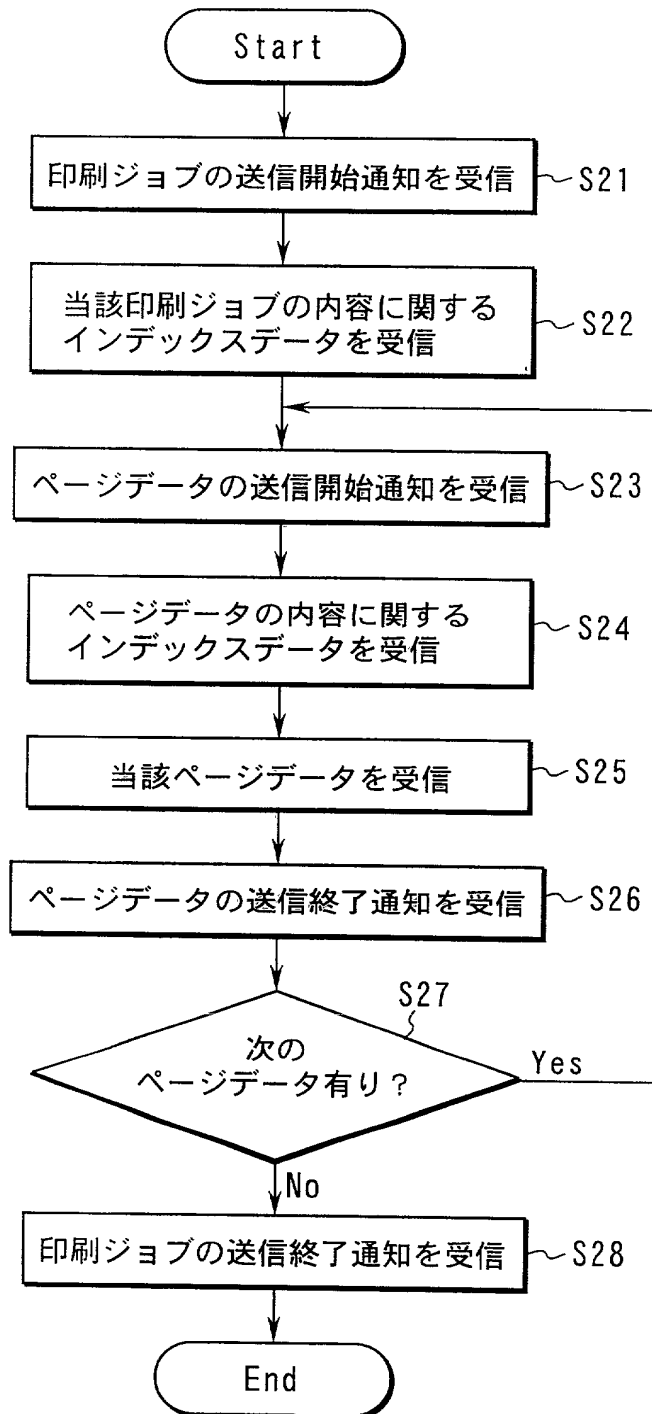 Start
印刷ジョブの送信開始通知を受信
S21
当該印刷ジョブの内容に関する
インデックスデータを受信
S22
ページデータの送信開始通知を受信
S23
ページデータの内容に関する
インデックスデータを受信
S24
当該ページデータを受信
S25
ページデータの送信終了通知を受信
S26
S27
次の
ページデータ有り？
Yes
No
印刷ジョブの送信終了通知を受信
S28
End